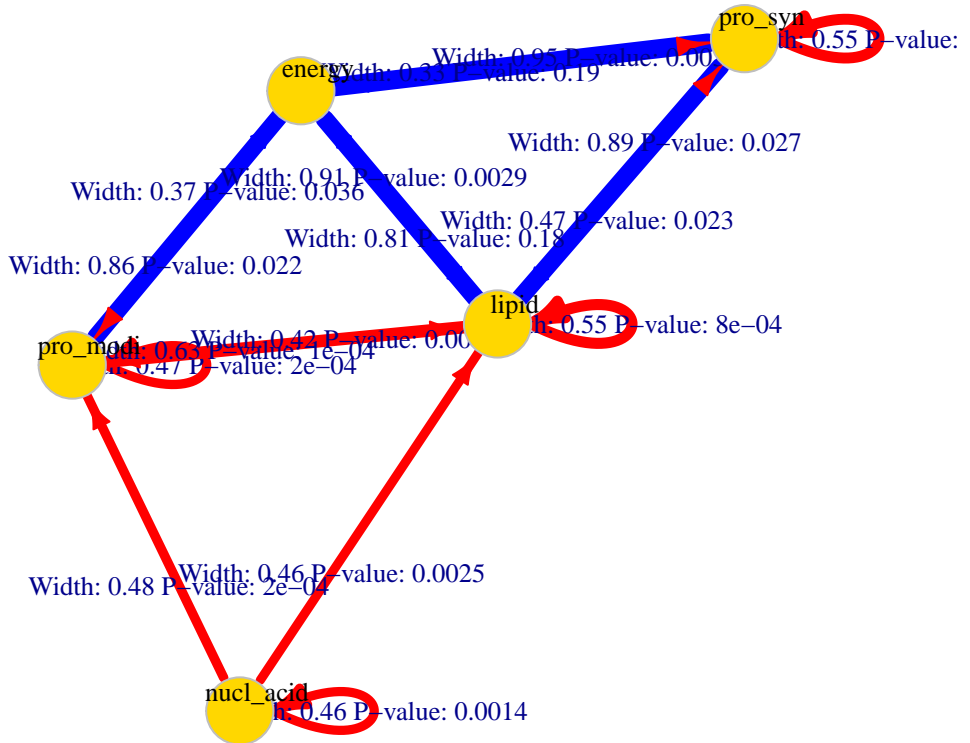 pro_syn
h: 0.55 P−value:
Width: 0.95 P−value: 0.00
energy
Width: 0.33 P−value: 0.19
Width: 0.89 P−value: 0.027
Width: 0.91 P−value: 0.0029
Width: 0.37 P−value: 0.036
Width: 0.47 P−value: 0.023
Width: 0.81 P−value: 0.18
Width: 0.86 P−value: 0.022
lipid
h: 0.55 P−value: 8e−04
Width: 0.42 P−value: 0.00
pro_modi
0.63 P−value: 1e−04
0.47 P−value: 2e−04
Width: 0.46 P−value: 0.0025
Width: 0.48 P−value: 2e−04
nucl_acid
h: 0.46 P−value: 0.0014